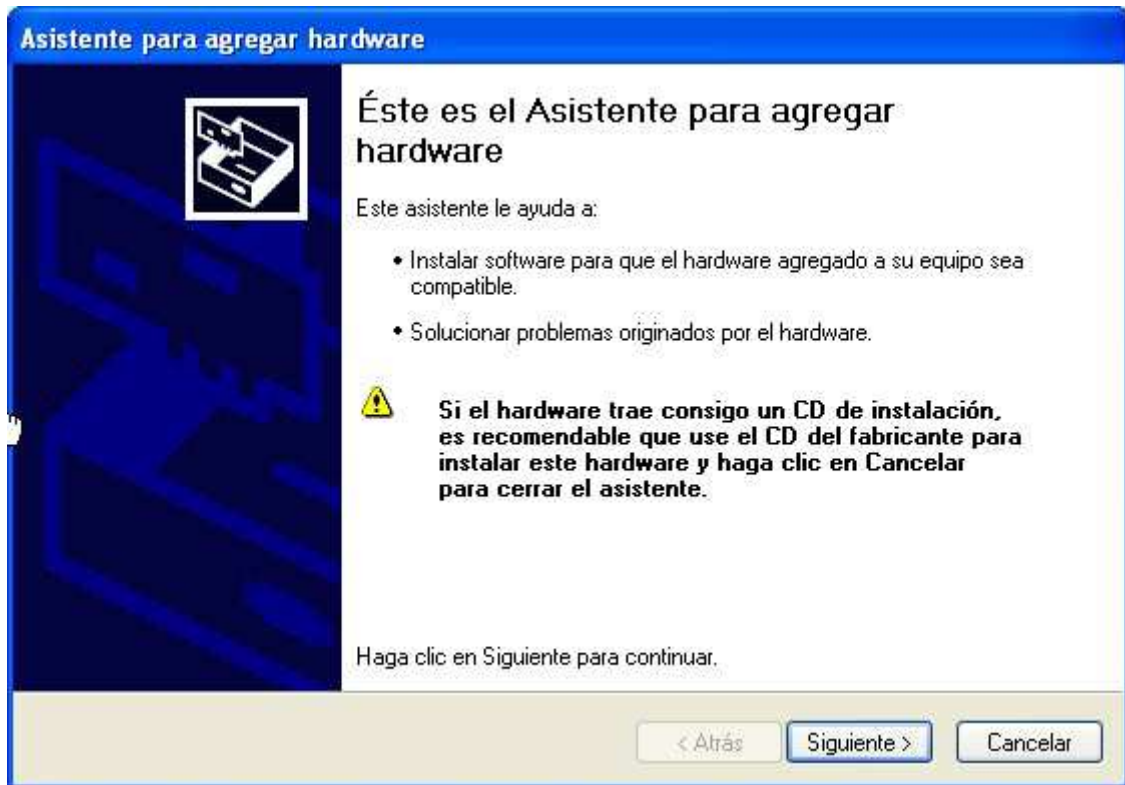 Asistente para agregar hardware
Éste es el Asistente para agregar
hardware
Este asistente le ayuda a:
• Instalar software para que el hardware agregado a su equipo sea
compatible.
• Solucionar problemas originados por el hardware.
Si el hardware trae consigo un CD de instalación,
es recomendable que use el CD del fabricante para
instalar este hardware y haga clic en Cancelar
para cerrar el asistente.
Haga clic en Siguiente para continuar.
< Atrás
Siguiente >
Cancelar